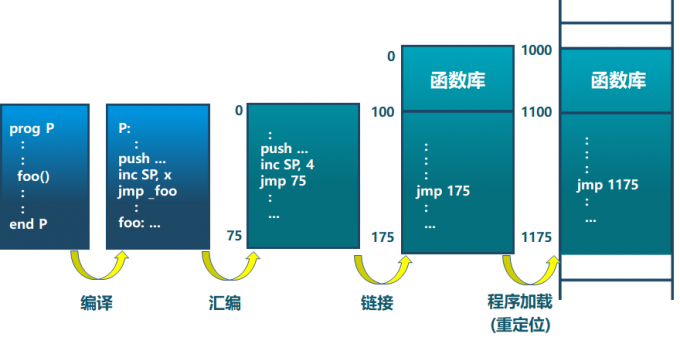 prog P
:
:
foo()
:
:
end P
P:
:
push ...
inc SP, x
jmp _foo
:
foo: ...
0
:
push ...
inc SP, 4
jmp 75
:
...
75
0
函数库
100
:
:
:
:
jmp 175
:
...
175
1000
函数库
1100
:
:
:
:
jmp 1175
:
...
1175
编译
汇编
链接
程序加载
(重定位)